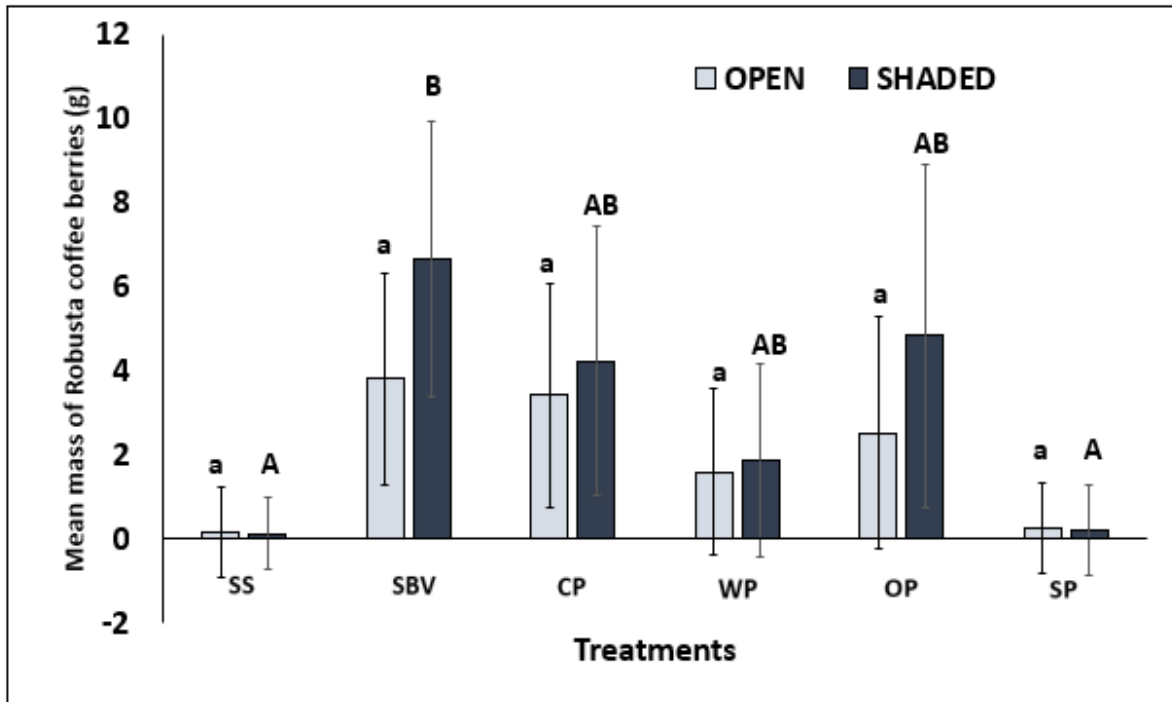 12
10
8
6
4
2
0
-2
Mean mass of Robusta coffee berries (g)
OPEN SHADED
a A
a B
a AB
a AB
a AB
a A
SS SBV CP WP OP SP
Treatments